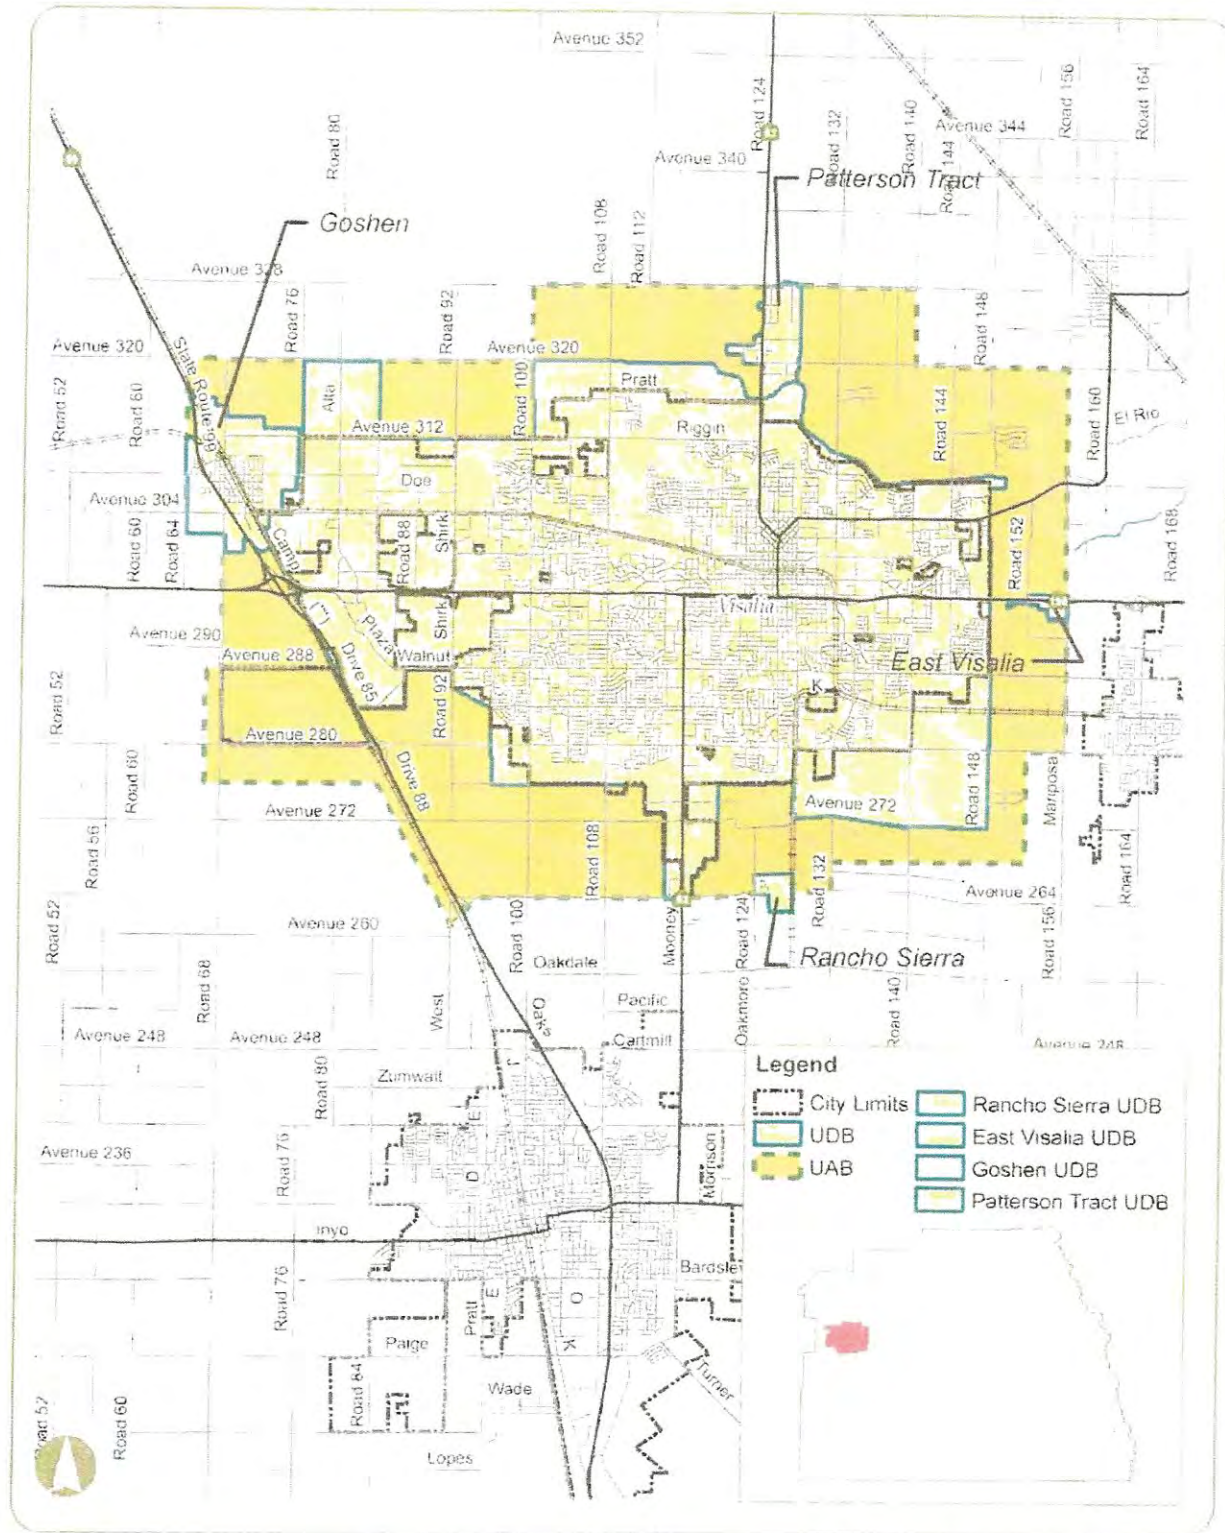 Avenue 352
Road 80
Road 124
Road 132
Road 140
Road 144
Road 156
Road 164
Avenue 344
Avenue 340
Patterson Tract
Goshen
Road 108
Road 112
Avenue 328
Road 76
Road 92
Road 148
Avenue 320
Avenue 320
State Route 99
Road 52
Road 60
Alta
Road 100
Pratt
Avenue 312
Riggin
Road 144
Road 160
El Rio
Doe
Avenue 304
Road 60
Road 64
Camp
Road 88
Shirk
Road 152
Road 168
Visalia
Plaza
Shirk
Avenue 290
Avenue 288
Drive 85
Walnut
East Visalia
Road 52
Road 92
K
Avenue 280
Road 60
Drive 88
Road 148
Avenue 272
Avenue 272
Mariposa
Road 56
Road 108
Road 132
Road 164
Avenue 264
Road 52
Avenue 260
Road 100
Mooney
Road 124
Rancho Sierra
Road 156
Road 68
Oakdale
West
Oaks
Pacific
Oakmore
Road 140
Avenue 248
Avenue 248
Cartmill
Avenue 248
J
Zumwalt
Road 80
E
Avenue 236
Road 76
D
Morrison
Inyo
Road 76
Bardsle
Pratt
E
O
K
Paige
Road 84
Wade
Turner
Road 52
Road 60
Lopes
Legend
City Limits
UDB
UAB
Rancho Sierra UDB
East Visalia UDB
Goshen UDB
Patterson Tract UDB